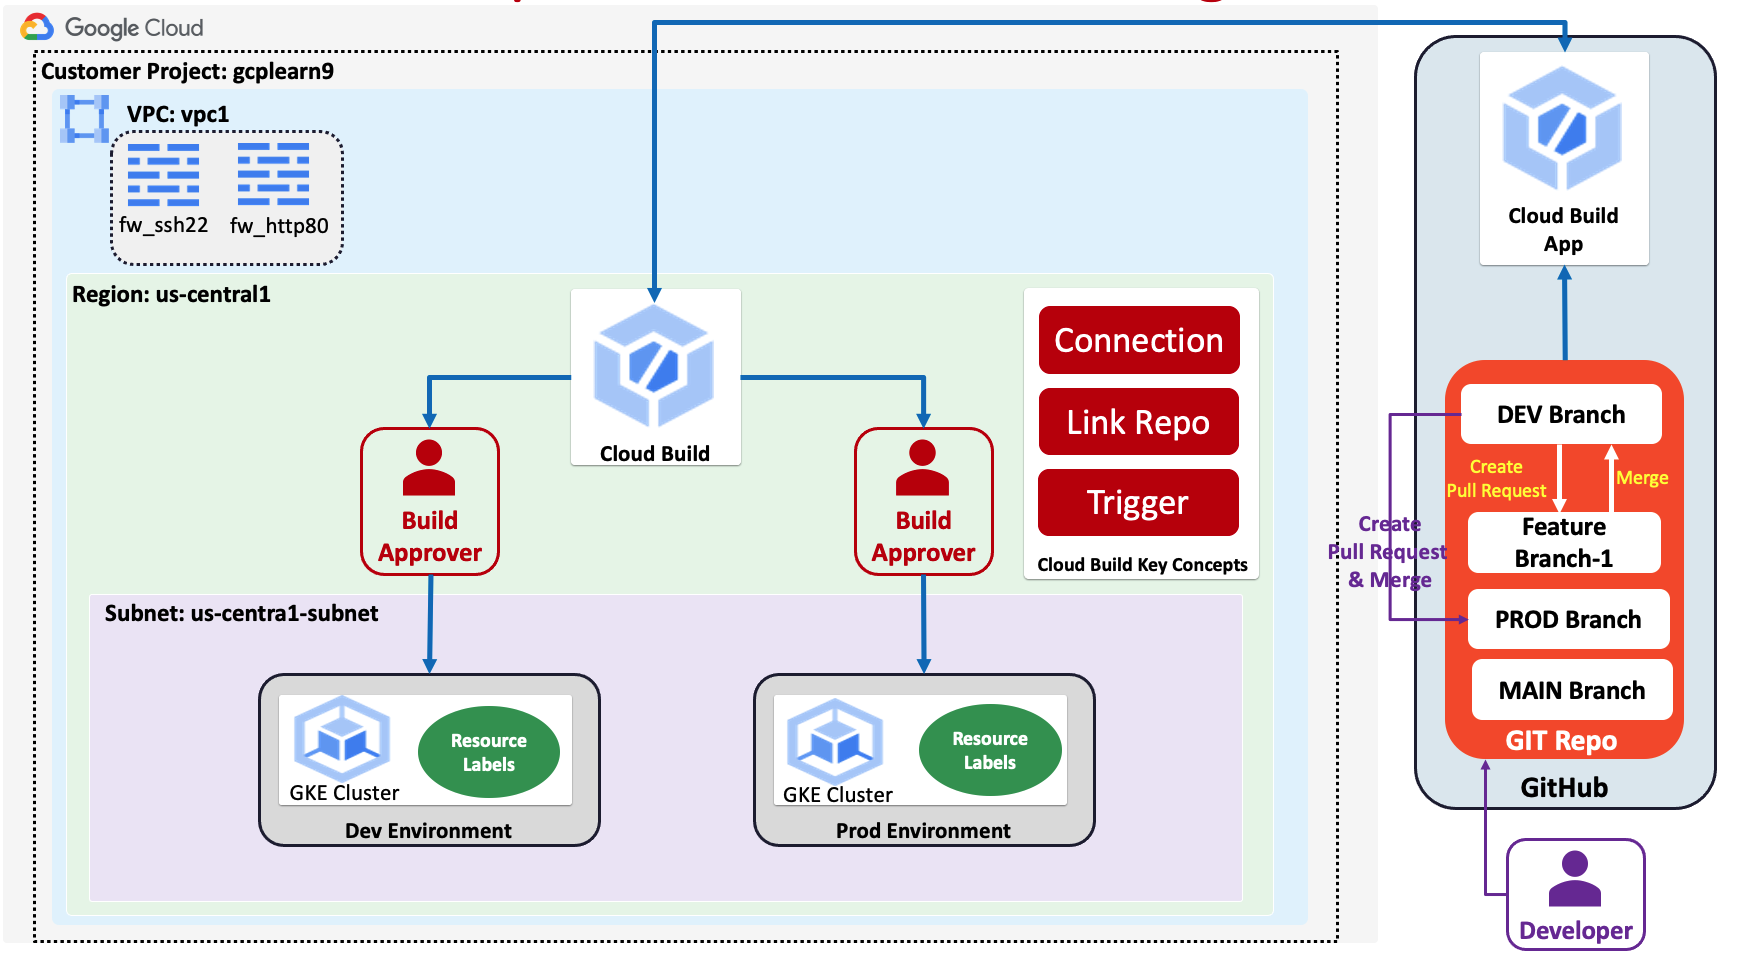 Google Cloud
Customer Project: gcplearn9
VPC: vpc1
fw_ssh22
fw_http80
Region: us-central1
Cloud Build
Build
Approver
Build
Approver
Connection
Link Repo
Trigger
Cloud Build Key Concepts
Subnet: us-centra1-subnet
GKE Cluster
Resource
Labels
Dev Environment
GKE Cluster
Resource
Labels
Prod Environment
Cloud Build
App
DEV Branch
Create
Pull Request
Merge
Feature
Branch-1
Create
Pull Request
& Merge
PROD Branch
MAIN Branch
GIT Repo
GitHub
Developer